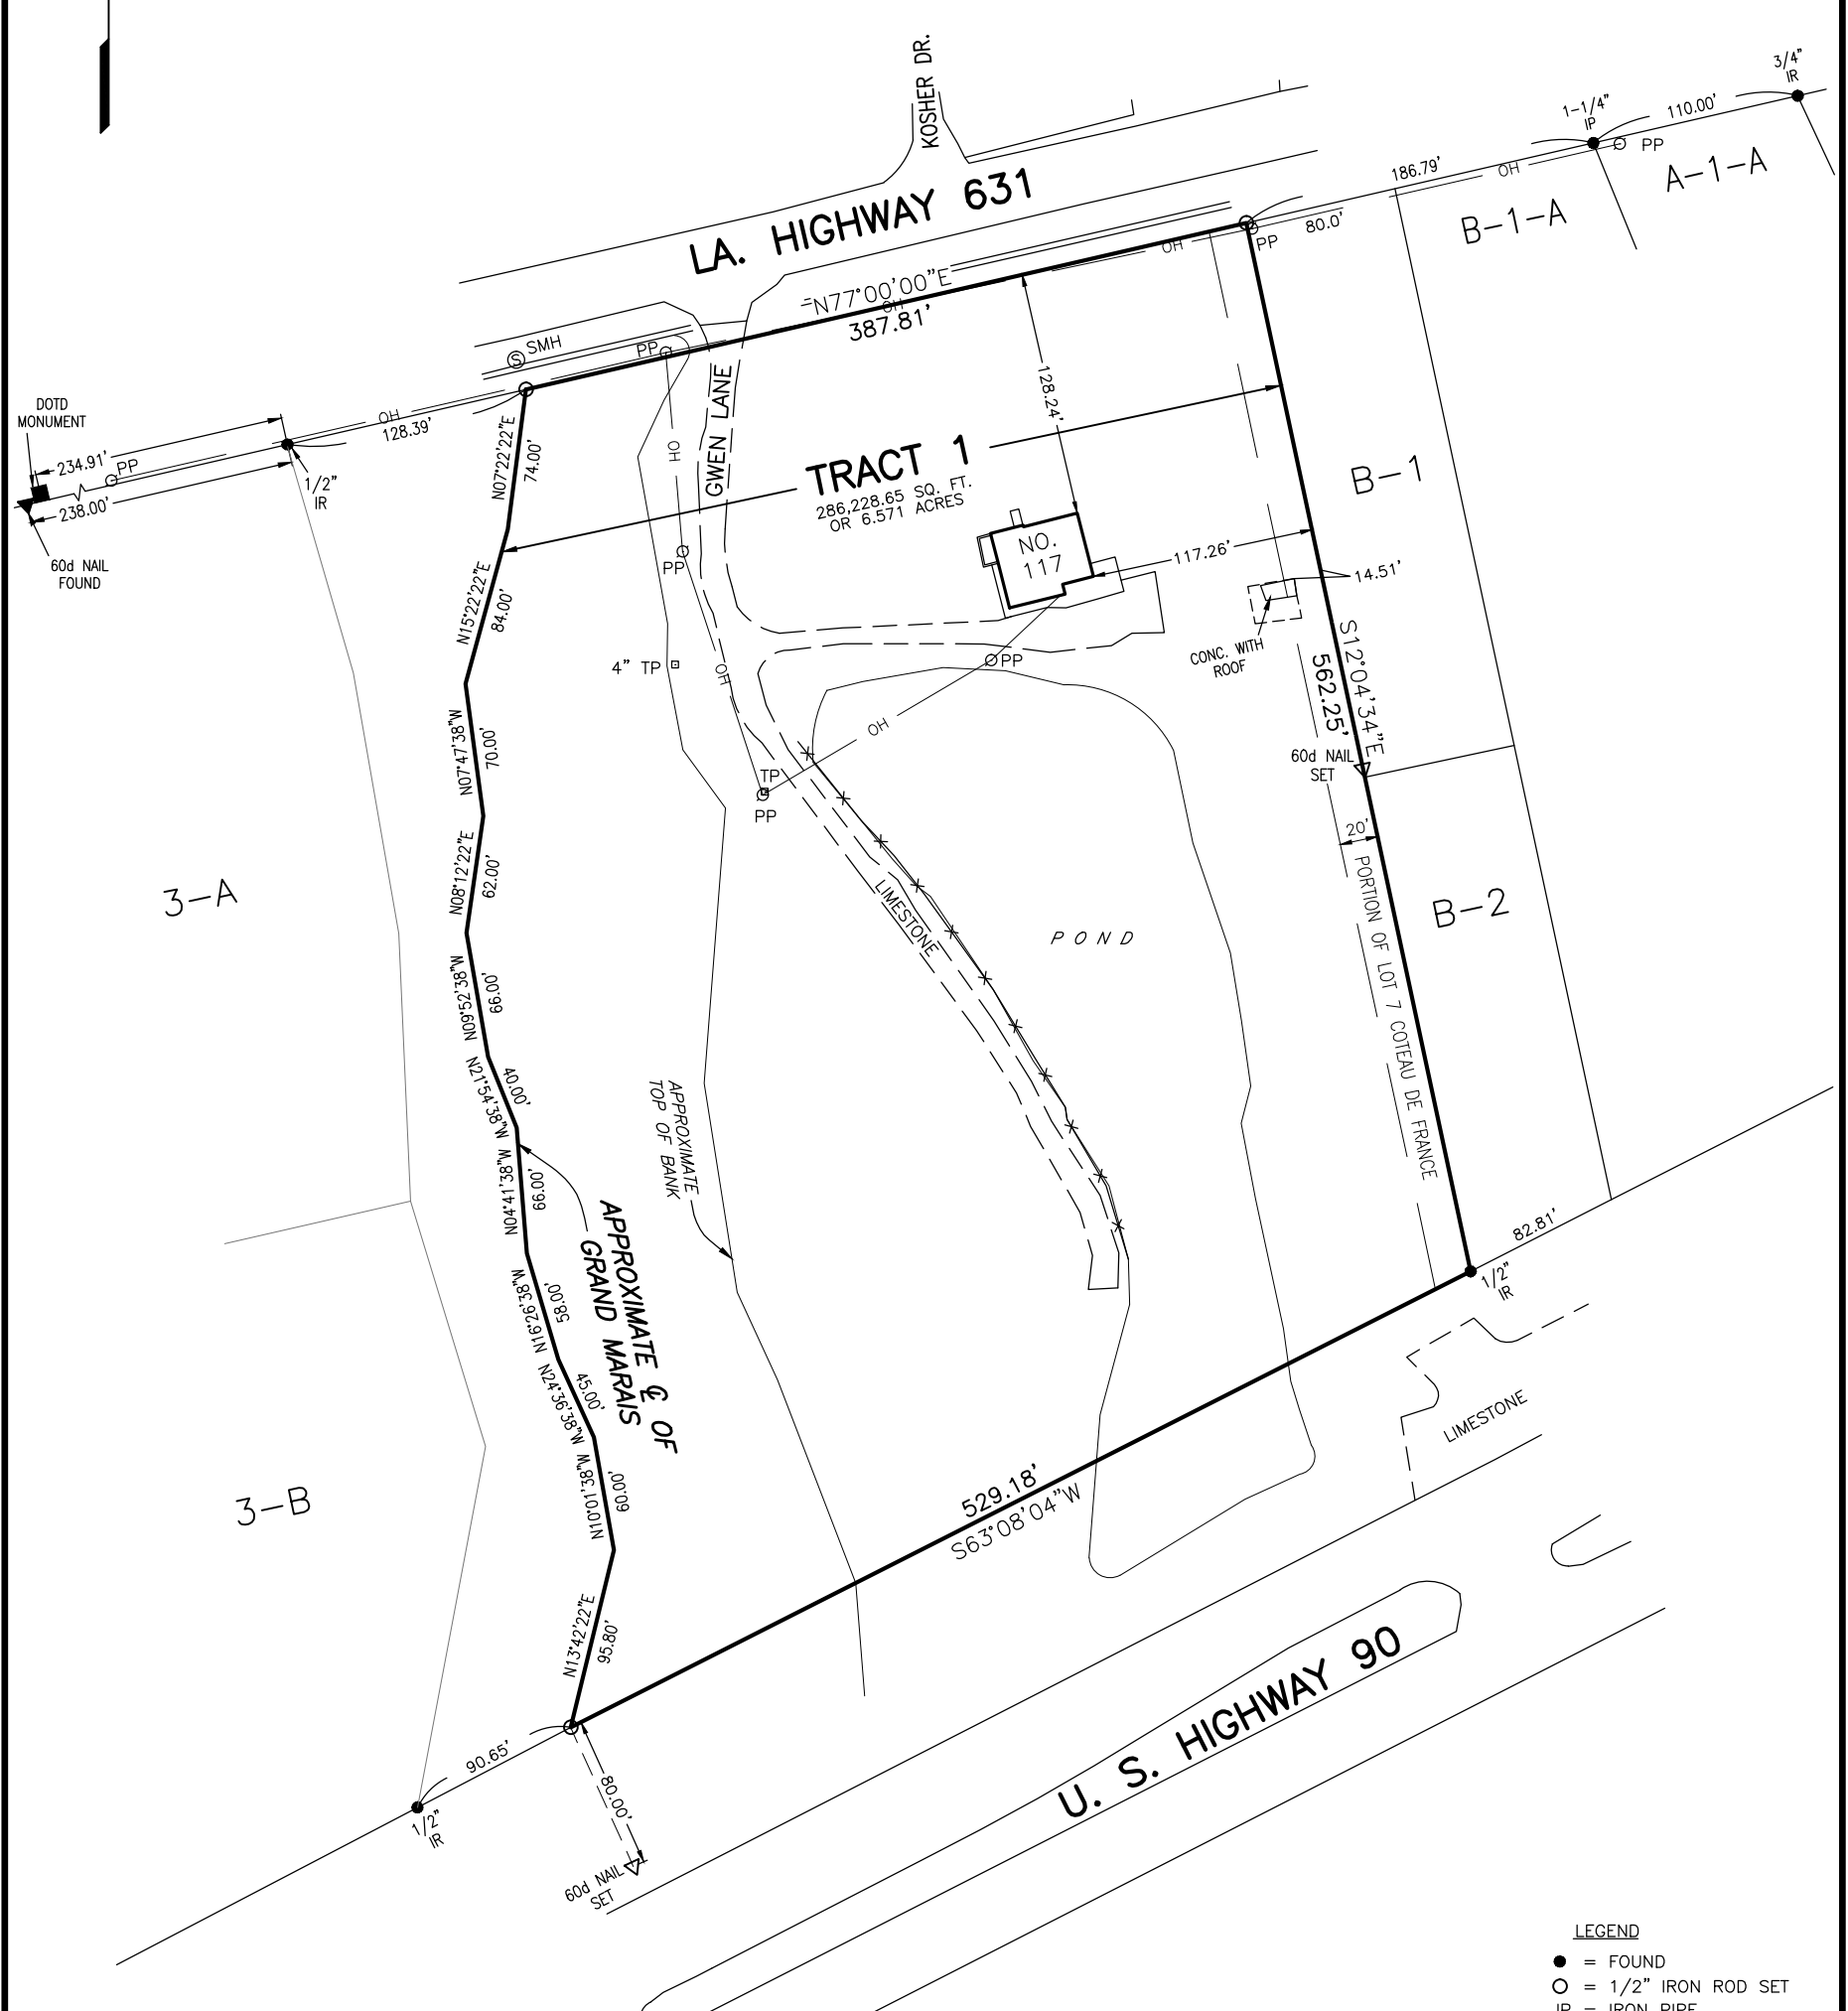 KOSHER DR.
3/4"
IR
1-1/4"
IP
110.00'
PP
186.79'
OH
A-1-A
B-1-A
LA. HIGHWAY 631
80.0'
PP
OH
N77°00'00"E
OH
387.81'
SMH
S
PP
DOTD
MONUMENT
OH
128.39'
234.91'
PP
238.00'
1/2"
IR
60d NAIL
FOUND
N07°22'22"E
74.00'
OH
GWEN LANE
128.24'
TRACT 1
286,228.65 SQ. FT.
OR 6.571 ACRES
B-1
NO.
117
117.26'
14.51'
PP
N15°22'22"E
84.00'
CONC. WITH
ROOF
S12°04'34"E
562.25'
4" TP
OH
PP
OH
N07°47'38"W
70.00'
60d NAIL
SET
TP
PP
20'
N08°12'22"E
62.00'
3-A
LIMESTONE
POND
B-2
PORTION OF LOT 7 COTEAU DE FRANCE
N09°52'38"W
66.00'
N21°54'38"W
40.00'
APPROXIMATE
TOP OF BANK
N04°41'38"W
66.00'
APPROXIMATE ℄ OF
GRAND MARAIS
82.81'
1/2"
IR
N16°26'38"W
58.00'
N24°36'38"W
45.00'
LIMESTONE
3-B
N10°01'38"W
60.00'
529.18'
S63°08'04"W
N13°42'22"E
95.80'
U. S. HIGHWAY 90
90.65'
1/2"
IR
80.00'
60d NAIL
SET
LEGEND
● = FOUND
O = 1/2" IRON ROD SET
IP = IRON PIPE